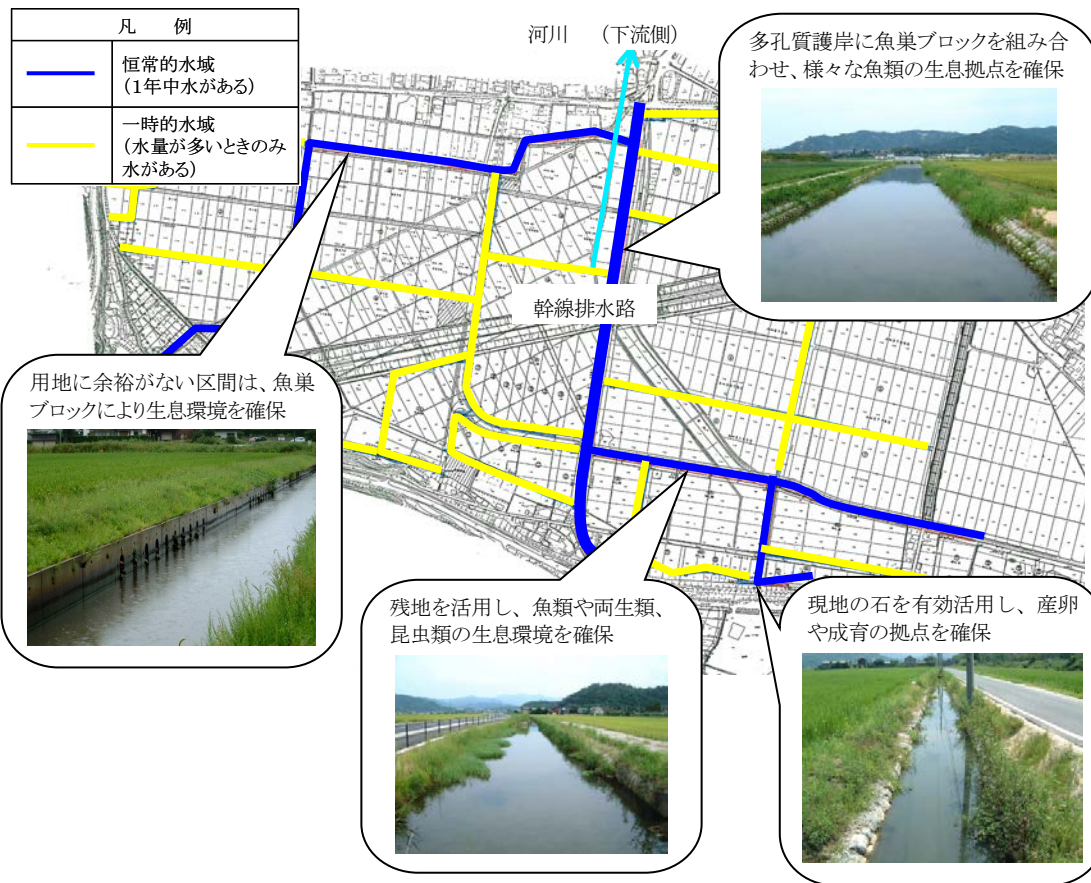 凡 例
恒常的水域
（1年中水がある）
一時的水域
（水量が多いときのみ
水がある）
河川 （下流側）
多孔質護岸に魚巣ブロックを組み合
わせ、様々な魚類の生息拠点を確保
幹線排水路
用地に余裕がない区間は、魚巣
ブロックにより生息環境を確保
残地を活用し、魚類や両生類、
昆虫類の生息環境を確保
現地の石を有効活用し、産卵
や成育の拠点を確保